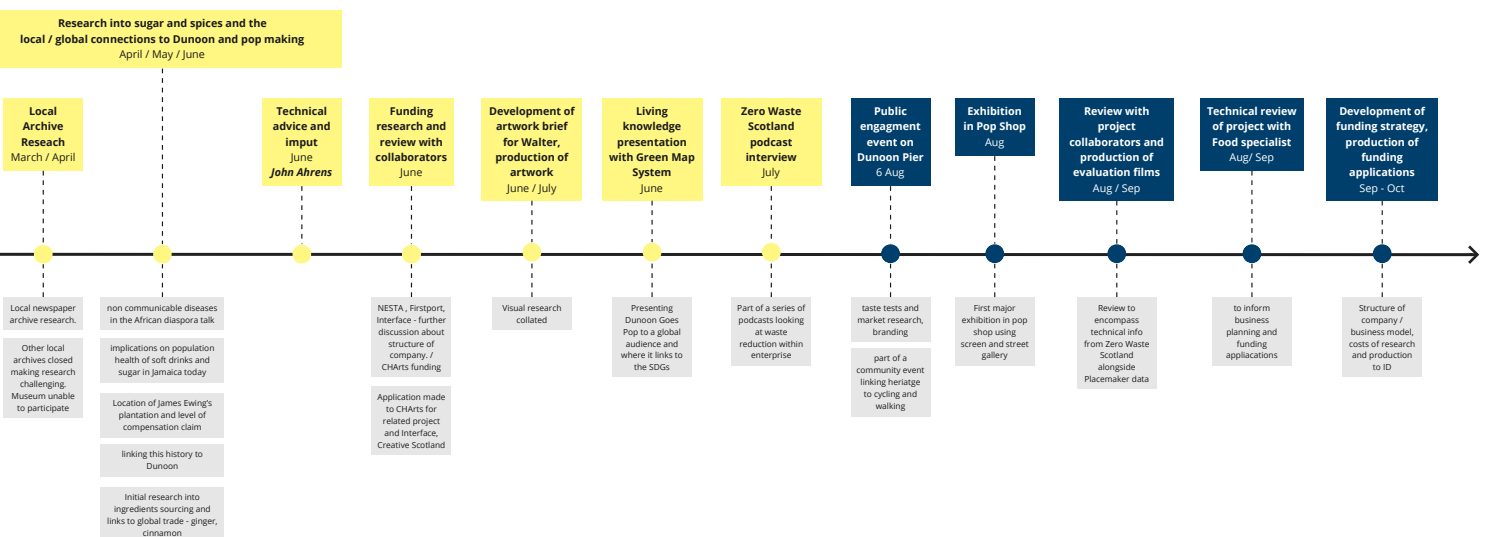 Research into sugar and spices and the
local / global connections to Dunoon and pop making
April / May / June
Local
Archive
Reseach
March / April
Technical
advice and
imput
June
John Ahrens
Funding
research and
review with
collaborators
June
Development of
artwork brief
for Walter,
production of
artwork
June / July
Living
knowledge
presentation
with Green Map
System
June
Zero Waste
Scotland
podcast
interview
July
Public
engagment
event on
Dunoon Pier
6 Aug
Exhibition
in Pop Shop
Aug
Review with
project
collaborators and
production of
evaluation films
Aug / Sep
Technical review
of project with
Food specialist
Aug/ Sep
Development of
funding strategy,
production of
funding
applications
Sep - Oct
Local newspaper
archive research.
Other local
archives closed
making research
challenging.
Museum unable
to participate
non communicable diseases
in the African diaspora talk
implications on population
health of soft drinks and
sugar in Jamaica today
Location of James Ewing's
plantation and level of
compensation claim
linking this history to
Dunoon
Initial research into
ingredients sourcing and
links to global trade - ginger,
cinnamon
NESTA , Firstport,
Interface - further
discussion about
structure of
company. /
CHArts funding
Application made
to CHArts for
related project
and Interface,
Creative Scotland
Visual research
collated
Presenting
Dunoon Goes
Pop to a global
audience and
where it links to
the SDGs
Part of a series of
podcasts looking
at waste
reduction within
enterprise
taste tests and
market research,
branding
part of a
community event
linking heriatge
to cycling and
walking
First major
exhibition in pop
shop using
screen and street
gallery
Review to
encompass
technical info
from Zero Waste
Scotland
alongside
Placemaker data
to inform
business
planning and
funding
appliacations
Structure of
company /
business model,
costs of research
and production
to ID